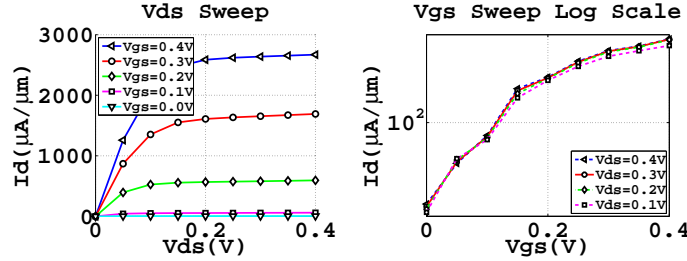 Vds Sweep
3000
2000
1000
0
Id(μA/μm)
Vgs=0.4V
Vgs=0.3V
Vgs=0.2V
Vgs=0.1V
Vgs=0.0V
0
0.2
0.4
Vds(V)
Vgs Sweep Log Scale
10²
Id(μA/μm)
Vds=0.4V
Vds=0.3V
Vds=0.2V
Vds=0.1V
0
0.2
0.4
Vgs(V)